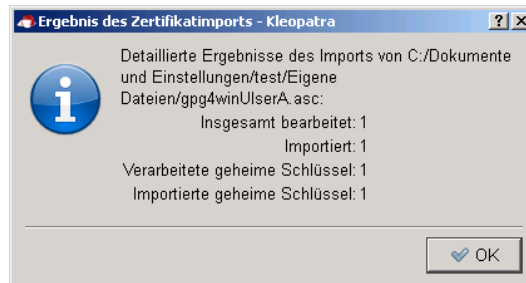 Ergebnis des Zertifikatimports - Kleopatra
Detaillierte Ergebnisse des Imports von C:/Dokumente
und Einstellungen/test/Eigene
Dateien/gpg4winUlserA.asc:
Insgesamt bearbeitet: 1
Importiert: 1
Verarbeitete geheime Schlüssel: 1
Importierte geheime Schlüssel: 1
OK